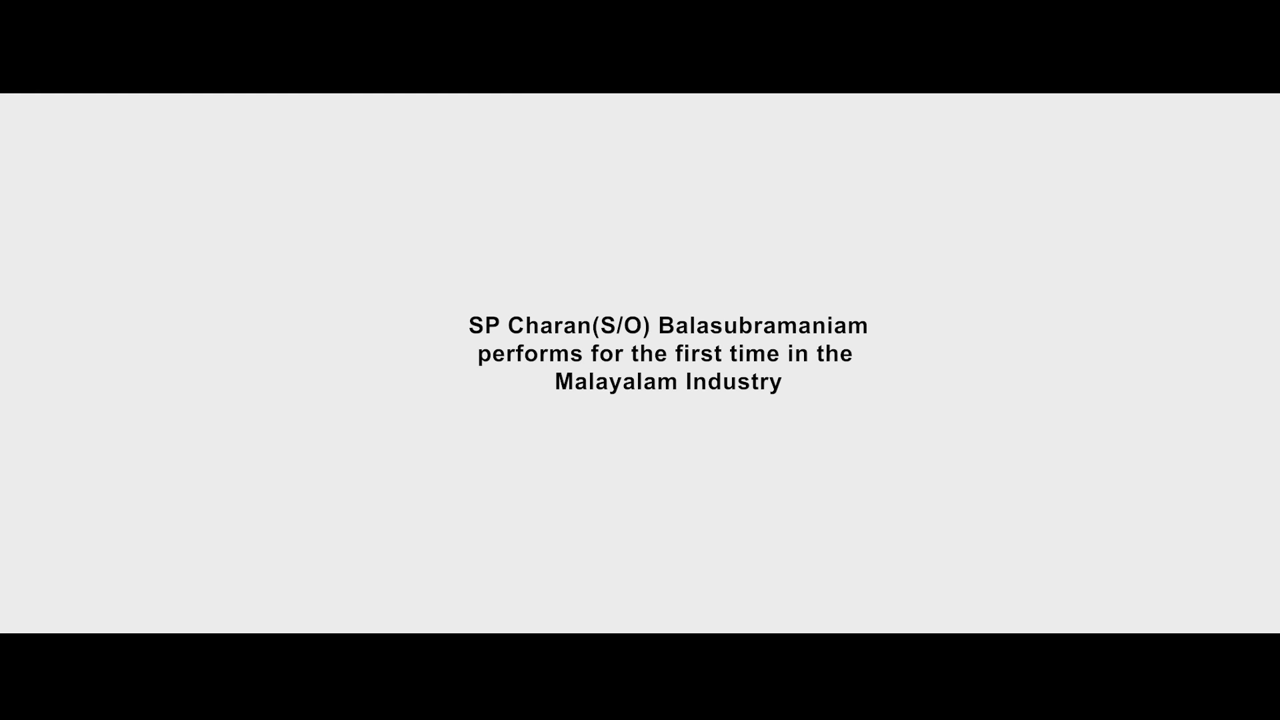 SP Charan(S/O) Balasubramaniam
performs for the first time in the
Malayalam Industry